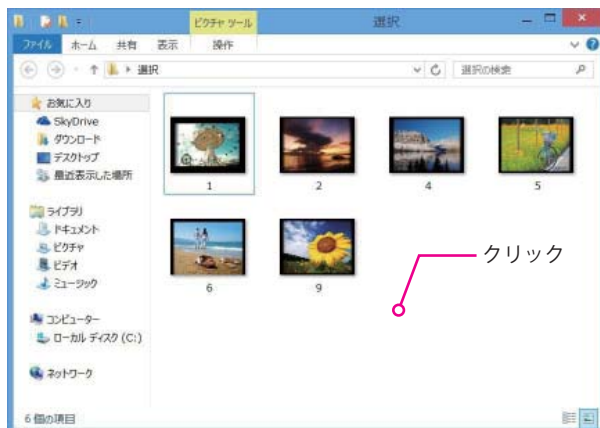 ピクチャ ツール
選択
ファイル ホーム 共有 表示 操作
選択
選択の検索
お気に入り
SkyDrive
ダウンロード
デスクトップ
最近表示した場所
1 2 4 5
ライブラリ
ドキュメント
ピクチャ
ビデオ
ミュージック
6 9
クリック
コンピューター
ローカル ディスク (C:)
ネットワーク
6 個の項目